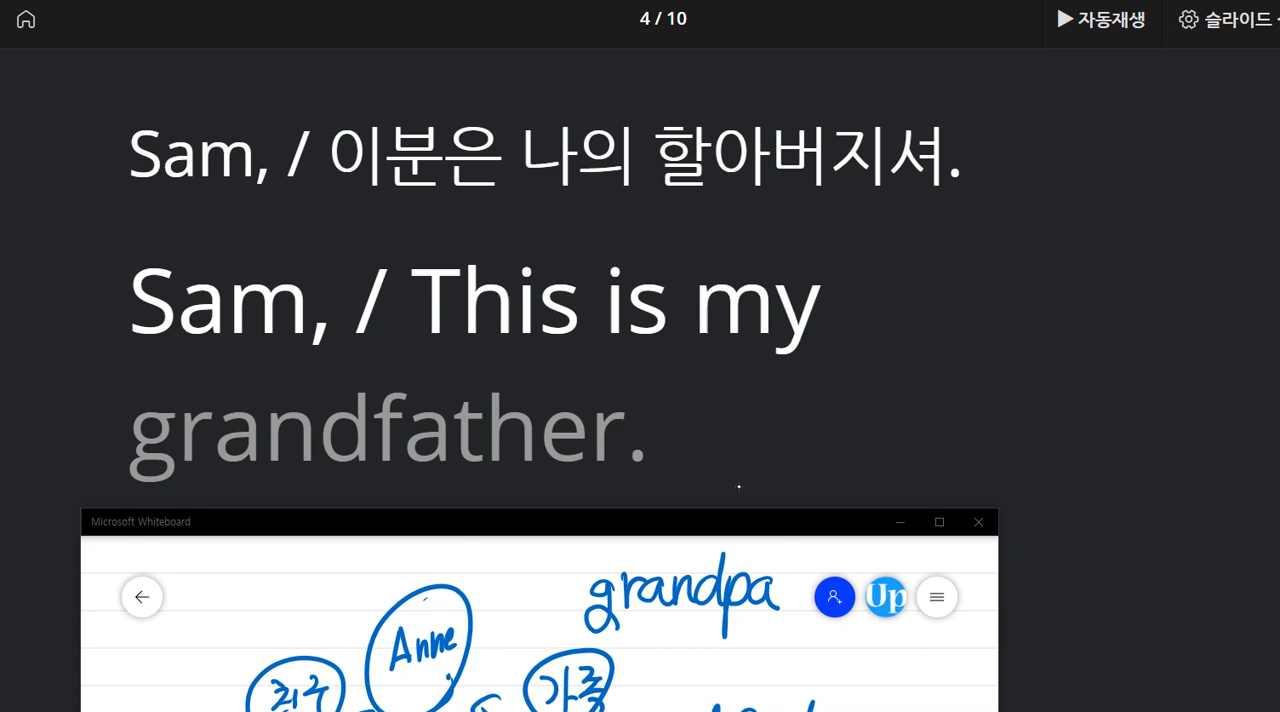 4 / 10
자동재생
슬라이드
Sam, / 이분은 나의 할아버지셔.
Sam, / This is my
grandfather.
Microsoft Whiteboard
grandpa
Up
Anne
친구
가족